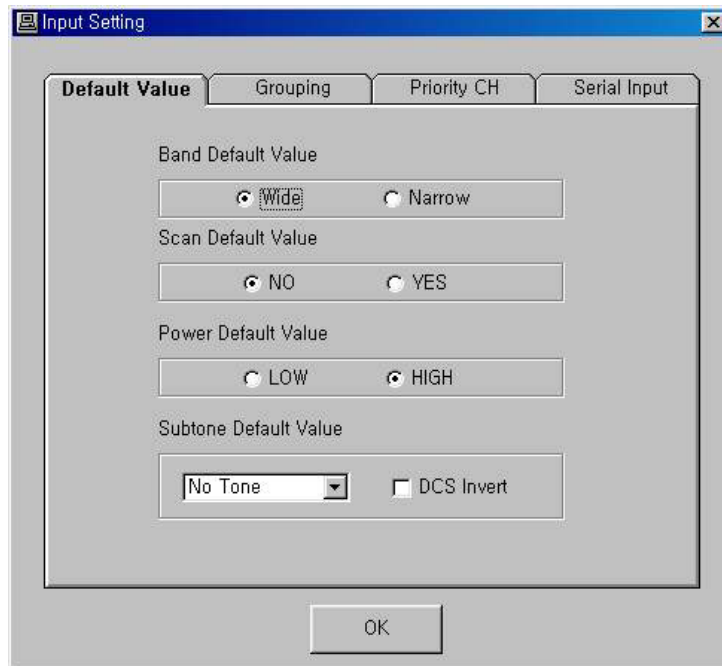 Input Setting
Default Value Grouping Priority CH Serial Input
Band Default Value
Wide Narrow
Scan Default Value
NO YES
Power Default Value
LOW HIGH
Subtone Default Value
No Tone DCS Invert
OK